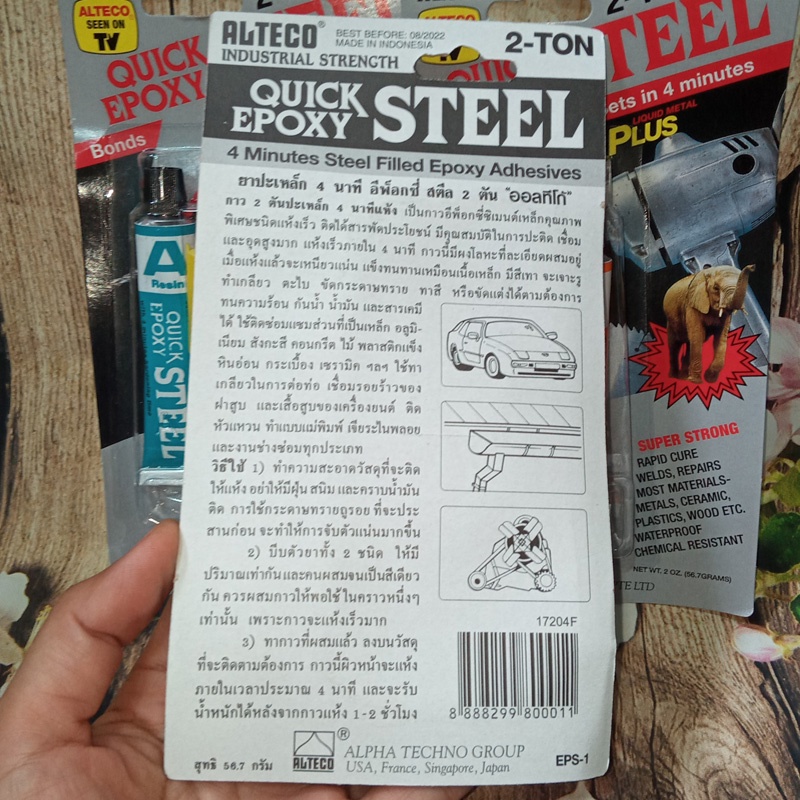 ALTECO
SEEN ON
TV
QUICK
EPOXY
Bonds
A
Resin
QUICK
EPOXY
STEEL
ALTECO®
BEST BEFORE: 08/2022
MADE IN INDONESIA
INDUSTRIAL STRENGTH
2-TON
QUICK
EPOXY STEEL
4 Minutes Steel Filled Epoxy Adhesives
ยาปะเหล็ก 4 นาที อีพ็อกซี่ สตีล 2 ตัน "ออลทีโก้"
กาว 2 ตันปะเหล็ก 4 นาทีแห้ง เป็นกาวอีพ็อกซี่ซิเมนต์เหล็กคุณภาพ
พิเศษชนิดแห้งเร็ว ติดได้สารพัดประโยชน์ มีคุณสมบัติในการปะติด เชื่อม
และอุดสูงมาก แห้งเร็วภายใน 4 นาที กาวนี้มีผงโลหะที่ละเอียดผสมอยู่
เมื่อแห้งแล้วจะเหนียวแน่น แข็งทนทานเหมือนเนื้อเหล็ก มีสีเทา จะเจาะรู
ทำเกลียว ตะไบ ขัดกระดาษทราย ทาสี หรือขัดแต่งได้ตามต้องการ
ทนความร้อน กันน้ำ น้ำมัน และสารเคมี
ได้ ใช้ติดซ่อมแซมส่วนที่เป็นเหล็ก อลูมิ-
เนียม สังกะสี คอนกรีต ไม้ พลาสติกแข็ง
หินอ่อน กระเบื้อง เซรามิค ฯลฯ ใช้ทา
เกลียวในการต่อท่อ เชื่อมรอยร้าวของ
ฝาสูบ และเสื้อสูบของเครื่องยนต์ ติด
หัวแหวน ทำแบบแม่พิมพ์ เจียระไนพลอย
และงานช่างซ่อมทุกประเภท
วิธีใช้ 1) ทำความสะอาดวัสดุที่จะติด
ให้แห้ง อย่าให้มีฝุ่น สนิม และคราบน้ำมัน
ติด การใช้กระดาษทรายถูรอย ที่จะประ
สานก่อน จะทำให้การจับตัวแน่นมากขึ้น
2) บีบตัวยาทั้ง 2 ชนิด ให้มี
ปริมาณเท่ากันและคนผสมจนเป็นสีเดียว
กัน ควรผสมกาวให้พอใช้ในคราวหนึ่งๆ
เท่านั้น เพราะกาวจะแห้งเร็วมาก
3) ทากาวที่ผสมแล้ว ลงบนวัสดุ
ที่จะติดตามต้องการ กาวนี้ผิวหน้าจะแห้ง
ภายในเวลาประมาณ 4 นาที และจะรับ
น้ำหนักได้หลังจากกาวแห้ง 1-2 ชั่วโมง
17204F
8 888299 800011
สุทธิ 56.7 กรัม
ALTECO ®
ALPHA TECHNO GROUP
USA, France, Singapore, Japan
EPS-1
STEEL
ets in 4 minutes
LIQUID METAL
PLUS
SUPER STRONG
RAPID CURE
WELDS, REPAIRS
MOST MATERIALS-
METALS, CERAMIC,
PLASTICS, WOOD ETC.
WATERPROOF
CHEMICAL RESISTANT
NET WT. 2 OZ. (56.7GRAMS)
PTE LTD